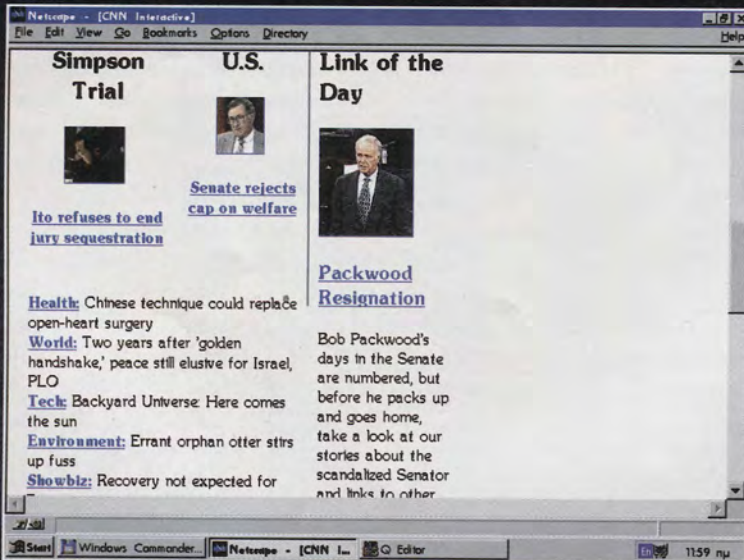 Netscape - [CNN Interactive]
File Edit View Go Bookmarks Options Directory
Help
Simpson
Trial
Ito refuses to end
jury sequestration
U.S.
Senate rejects
cap on welfare
Health: Chinese technique could replace
open-heart surgery
World: Two years after 'golden
handshake,' peace still elusive for Israel,
PLO
Tech: Backyard Universe: Here comes
the sun
Environment: Errant orphan otter stirs
up fuss
Showbiz: Recovery not expected for
Link of the
Day
Packwood
Resignation
Bob Packwood's
days in the Senate
are numbered, but
before he packs up
and goes home,
take a look at our
stories about the
scandalized Senator
and links to other
Start Windows Commander... Netscape - [CNN I... Q Editor En 11:59 πμ